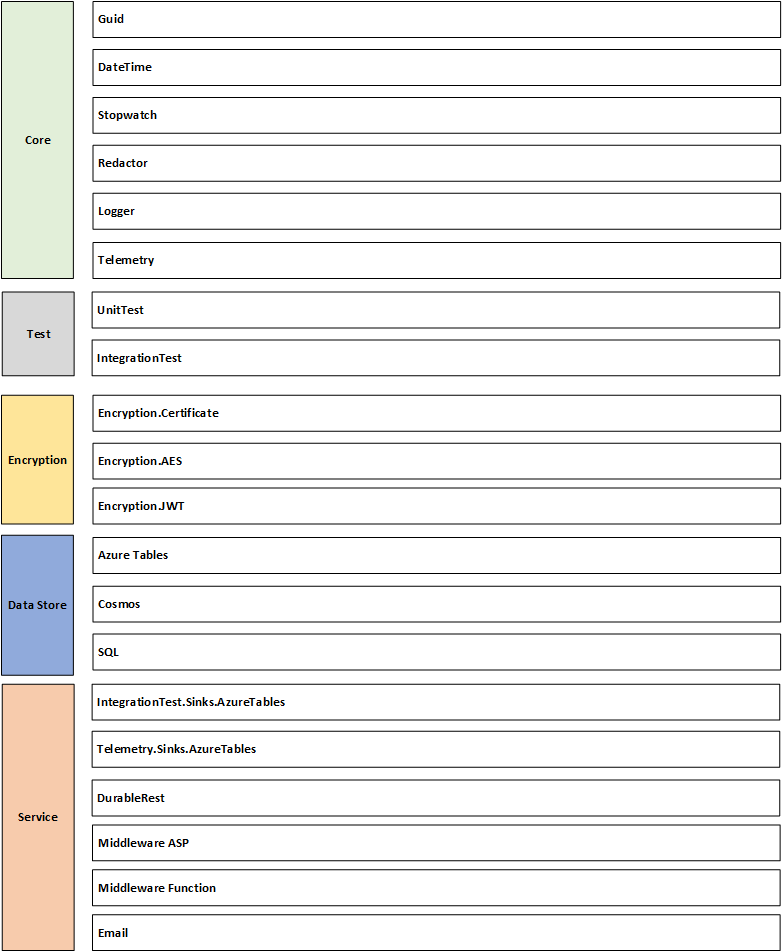 Core
Guid
DateTime
Stopwatch
Redactor
Logger
Telemetry
Test
UnitTest
IntegrationTest
Encryption
Encryption.Certificate
Encryption.AES
Encryption.JWT
Data Store
Azure Tables
Cosmos
SQL
Service
IntegrationTest.Sinks.AzureTables
Telemetry.Sinks.AzureTables
DurableRest
Middleware ASP
Middleware Function
Email